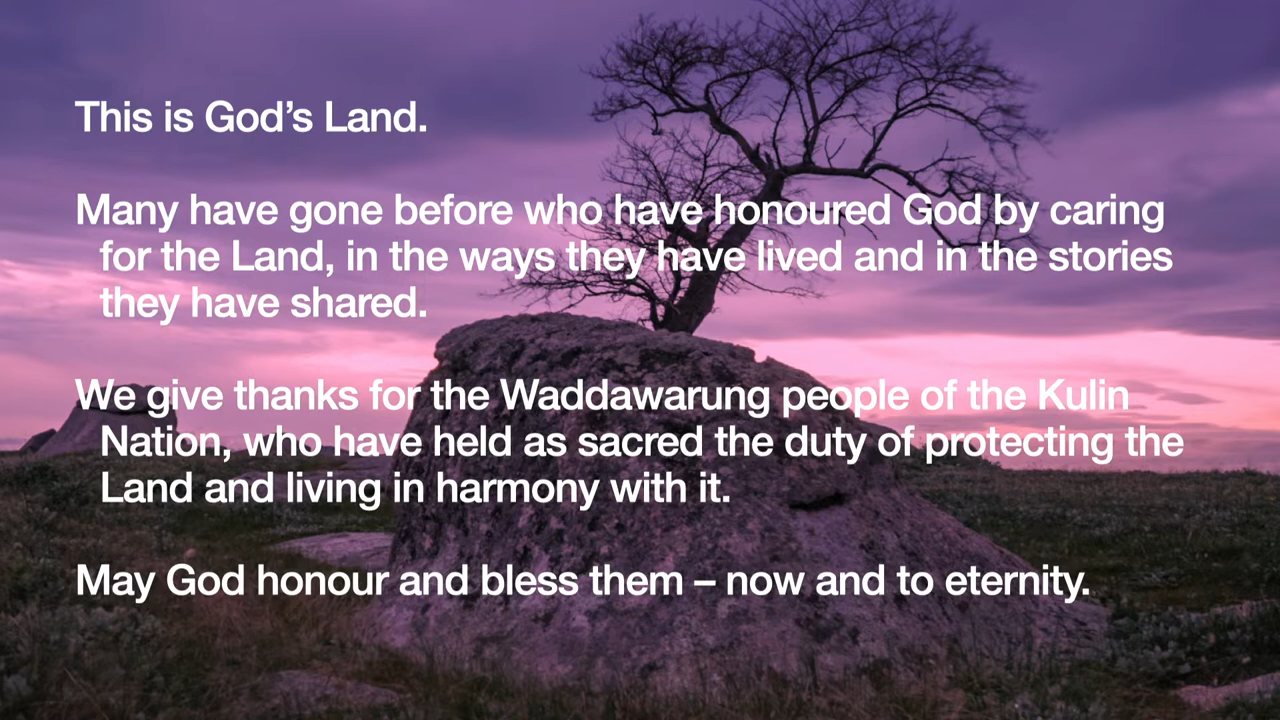 This is God’s Land.
Many have gone before who have honoured God by caring
for the Land, in the ways they have lived and in the stories
they have shared.
We give thanks for the Waddawarung people of the Kulin
Nation, who have held as sacred the duty of protecting the
Land and living in harmony with it.
May God honour and bless them – now and to eternity.